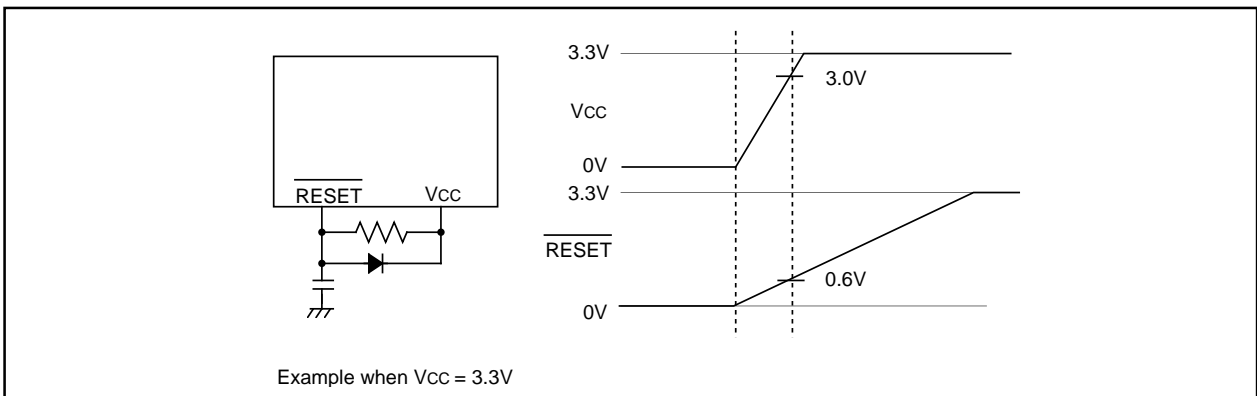 RESET
VCC
3.3V
3.0V
VCC
0V
3.3V
RESET
0.6V
0V
Example when VCC = 3.3V